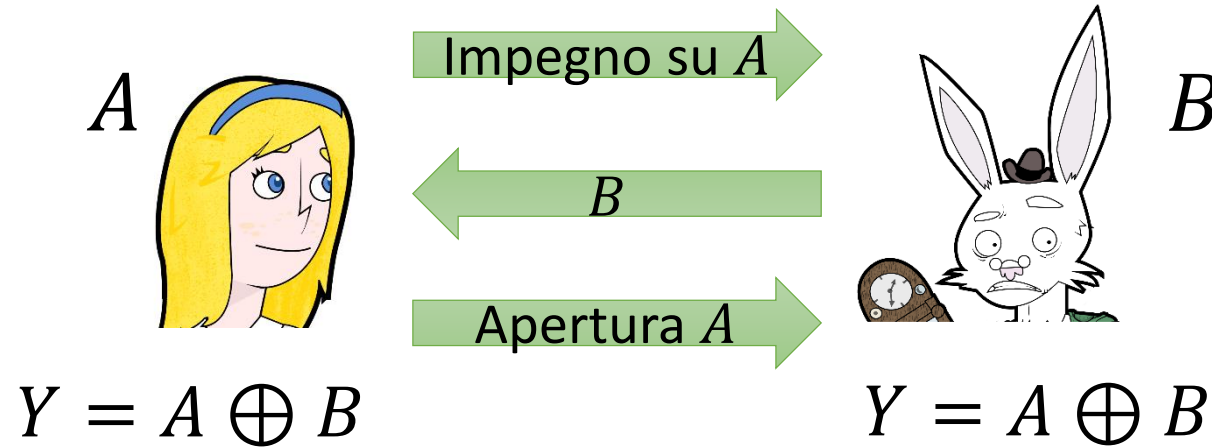 Impegno su A
A
B
B
Apertura A
Y = A ⊕ B
Y = A ⊕ B